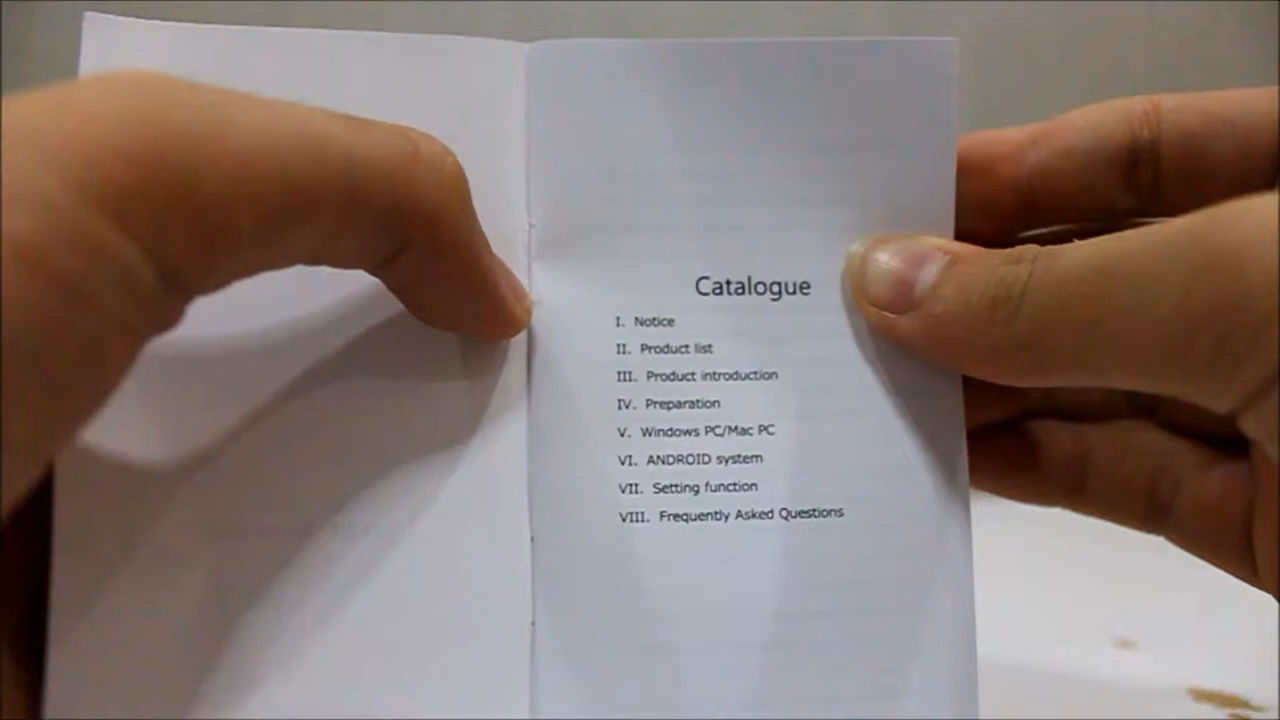 Catalogue
I. Notice
II. Product list
III. Product introduction
IV. Preparation
V. Windows PC/Mac PC
VI. ANDROID system
VII. Setting function
VIII. Frequently Asked Questions